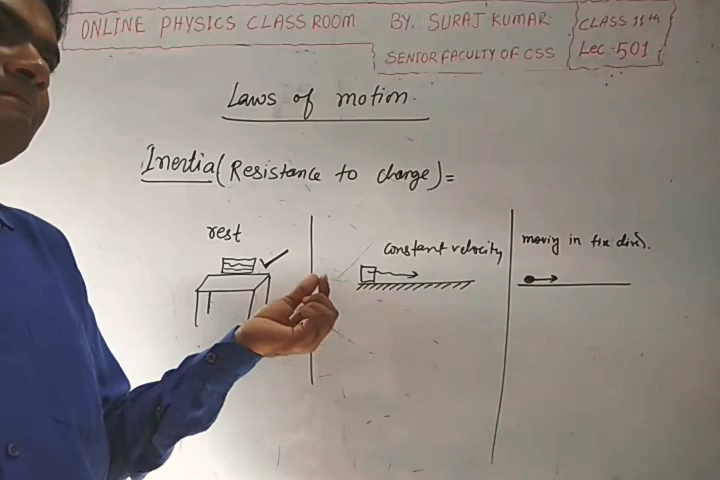 ONLINE PHYSICS CLASS ROOM BY. SURAJ KUMAR CLASS 11th
SENIOR FACULTY OF CSS Lec-501
Laws of motion.
Inertia (Resistance to change) =
rest
constant velocity
moving in fix dirn.